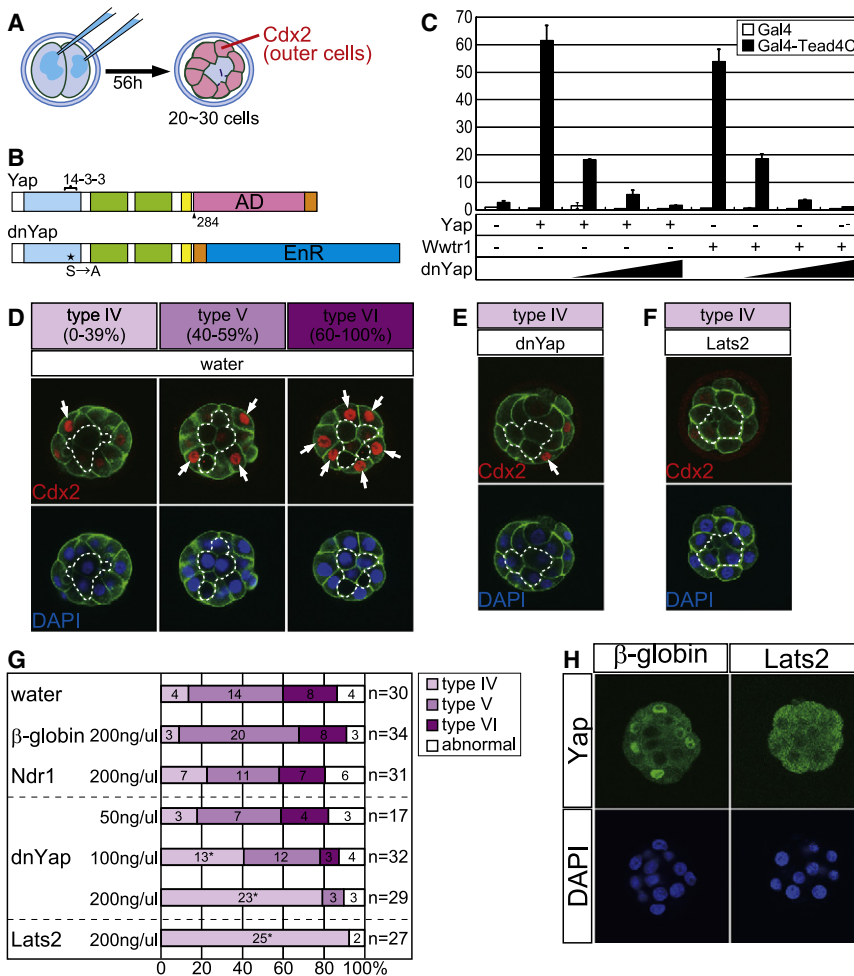 A
Cdx2
(outer cells)
56h
20~30 cells
B
14-3-3
Yap
AD
284
dnYap
EnR
S→A
C
Gal4
Gal4-Tead4C
70
60
50
40
30
20
10
0
Yap - + + + + - - - -
Wwtr1 - - - - - + + + +
dnYap
D
type IV
(0-39%)
type V
(40-59%)
type VI
(60-100%)
water
Cdx2
DAPI
E
type IV
dnYap
Cdx2
DAPI
F
type IV
Lats2
Cdx2
DAPI
G
type IV
type V
type VI
abnormal
water 4 14 8 4 n=30
β-globin 200ng/ul 3 20 8 3 n=34
Ndr1 200ng/ul 7 11 7 6 n=31
50ng/ul 3 7 4 3 n=17
dnYap 100ng/ul 13* 12 3 4 n=32
200ng/ul 23* 3 3 n=29
Lats2 200ng/ul 25* 2 n=27
0 20 40 60 80 100%
H
β-globin
Lats2
Yap
DAPI